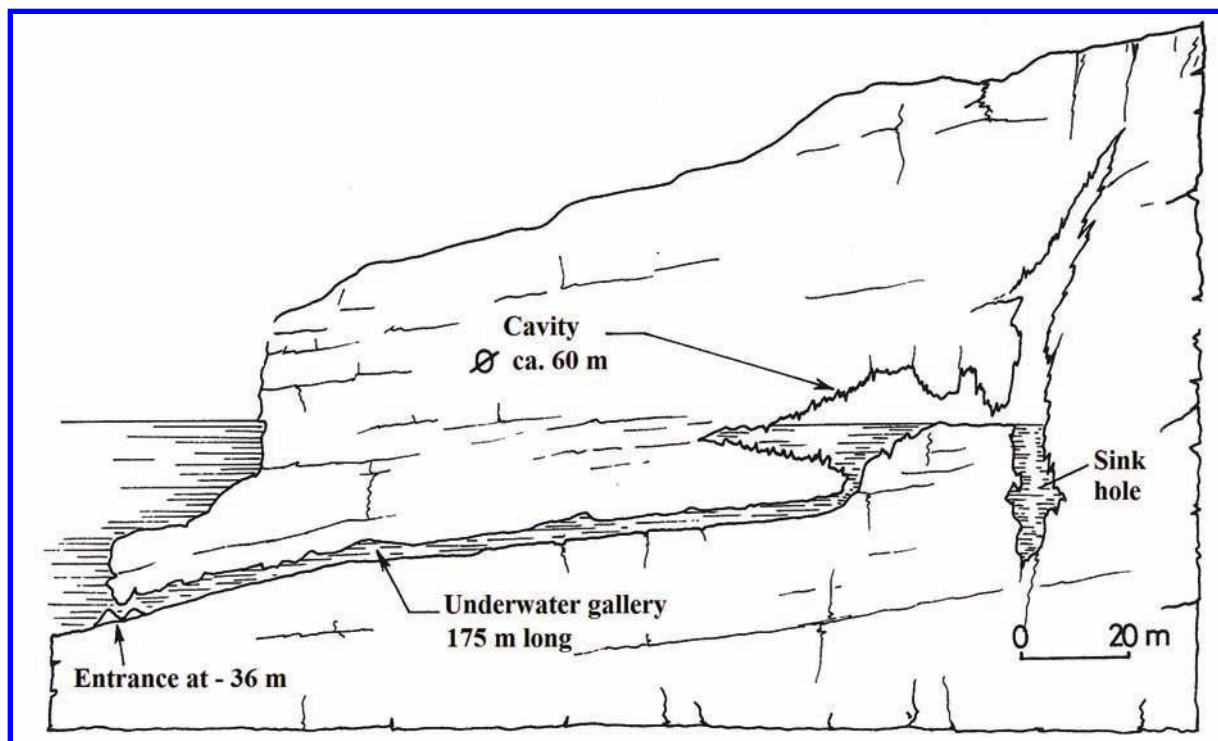 Cavity
Ø ca. 60 m
Sink
hole
Underwater gallery
175 m long
0 20 m
Entrance at - 36 m